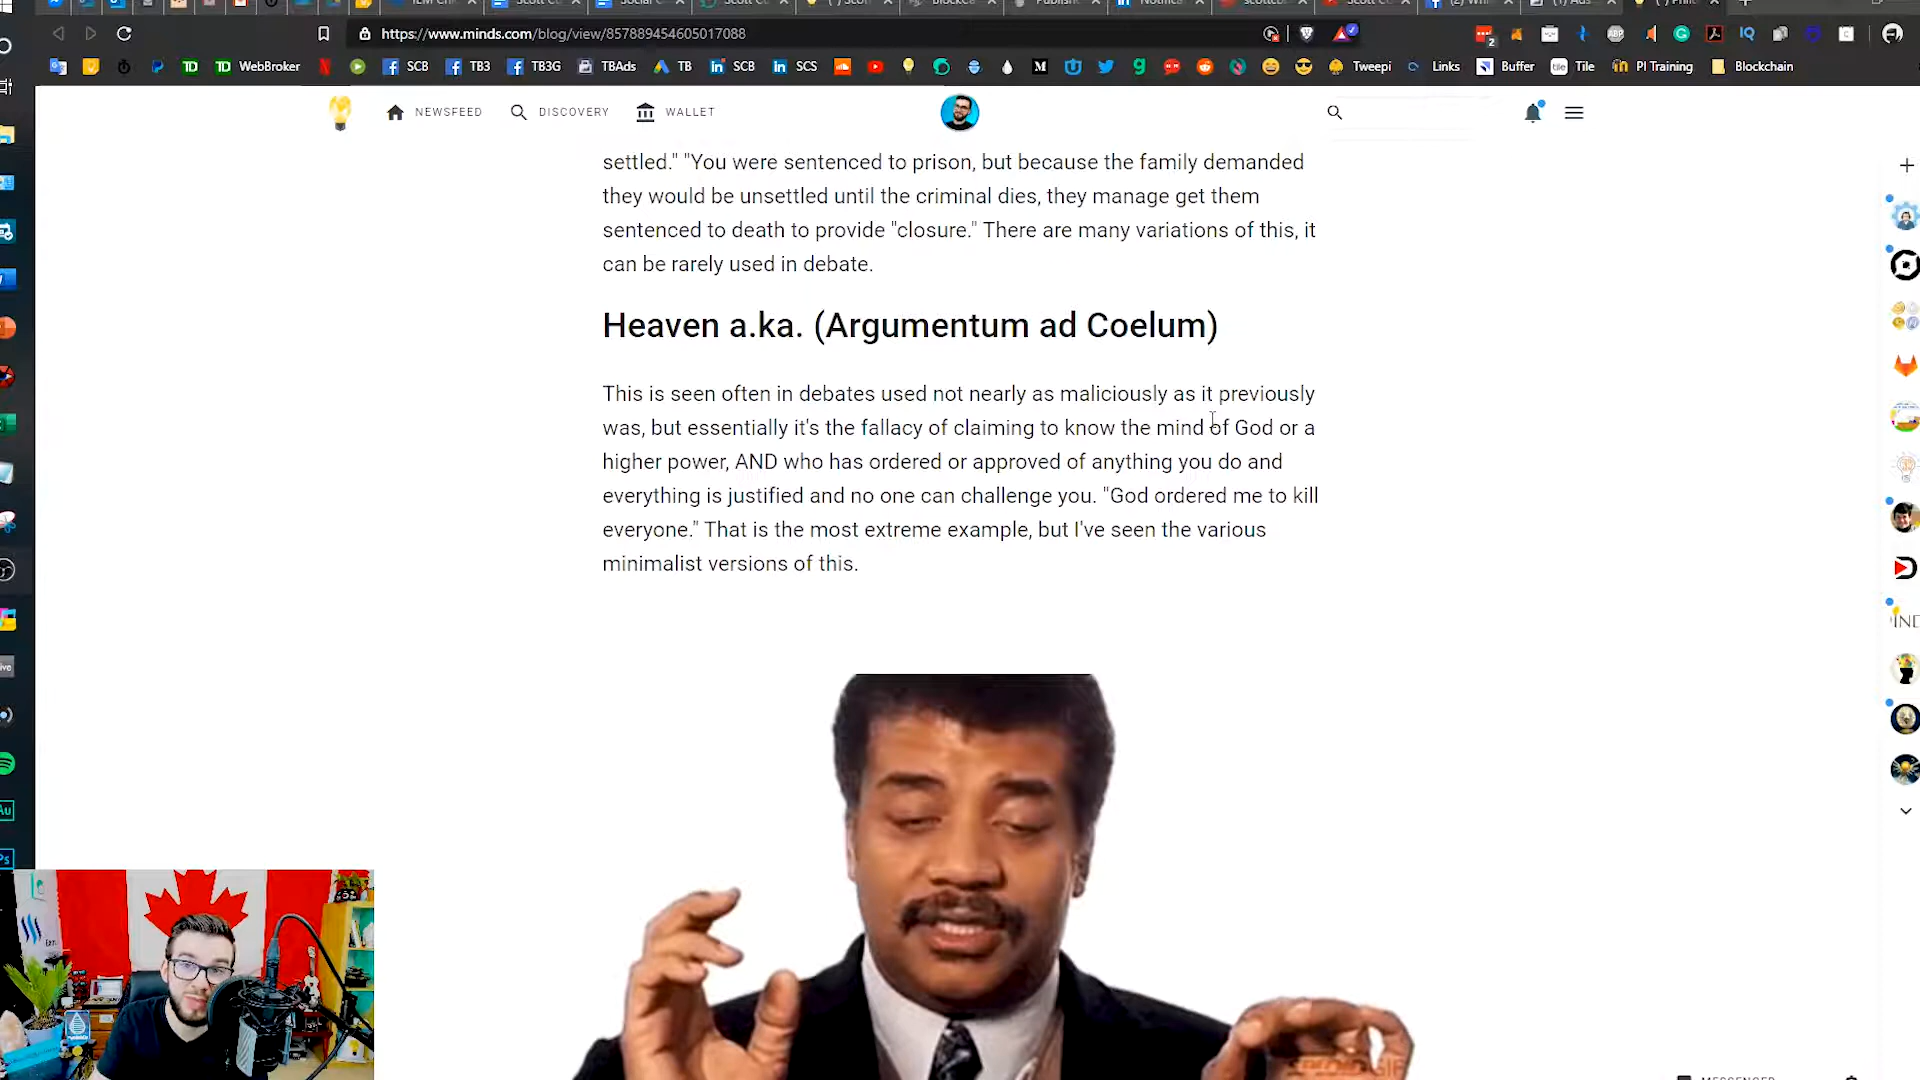 https://www.minds.com/blog/view/857889454605017088
WebBroker
SCB
TB3
TB3G
TBAds
TB
SCB
SCS
Tweepi
Links
Buffer
Tile
PI Training
Blockchain
NEWSFEED
DISCOVERY
WALLET
settled." "You were sentenced to prison, but because the family demanded
they would be unsettled until the criminal dies, they manage get them
sentenced to death to provide "closure." There are many variations of this, it
can be rarely used in debate.
Heaven a.ka. (Argumentum ad Coelum)
This is seen often in debates used not nearly as maliciously as it previously
was, but essentially it's the fallacy of claiming to know the mind of God or a
higher power, AND who has ordered or approved of anything you do and
everything is justified and no one can challenge you. "God ordered me to kill
everyone." That is the most extreme example, but I've seen the various
minimalist versions of this.